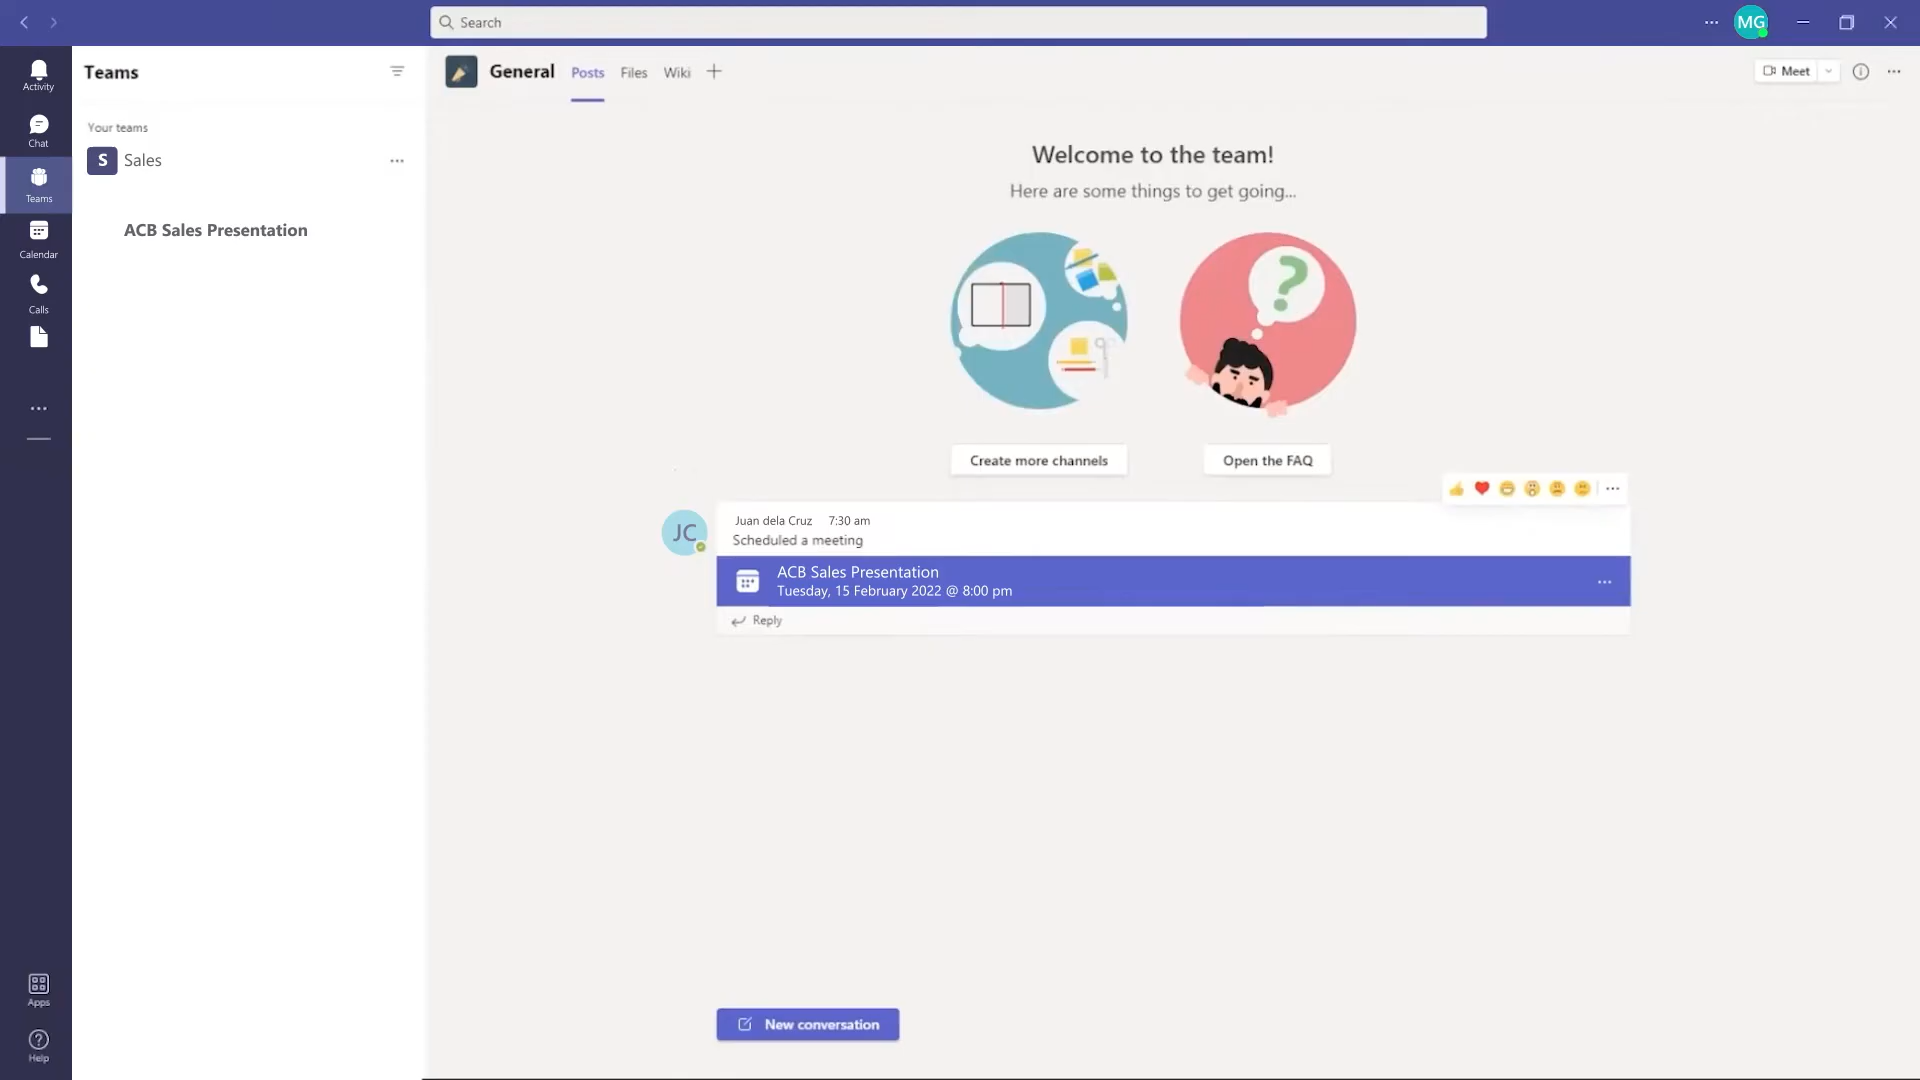 Search
MG
Activity
Chat
Teams
Calendar
Calls
Apps
Help
Teams
Your teams
S Sales
ACB Sales Presentation
General Posts Files Wiki
Meet
Welcome to the team!
Here are some things to get going...
?
Create more channels
Open the FAQ
JC
Juan dela Cruz 7:30 am
Scheduled a meeting
ACB Sales Presentation
Tuesday, 15 February 2022 @ 8:00 pm
Reply
New conversation